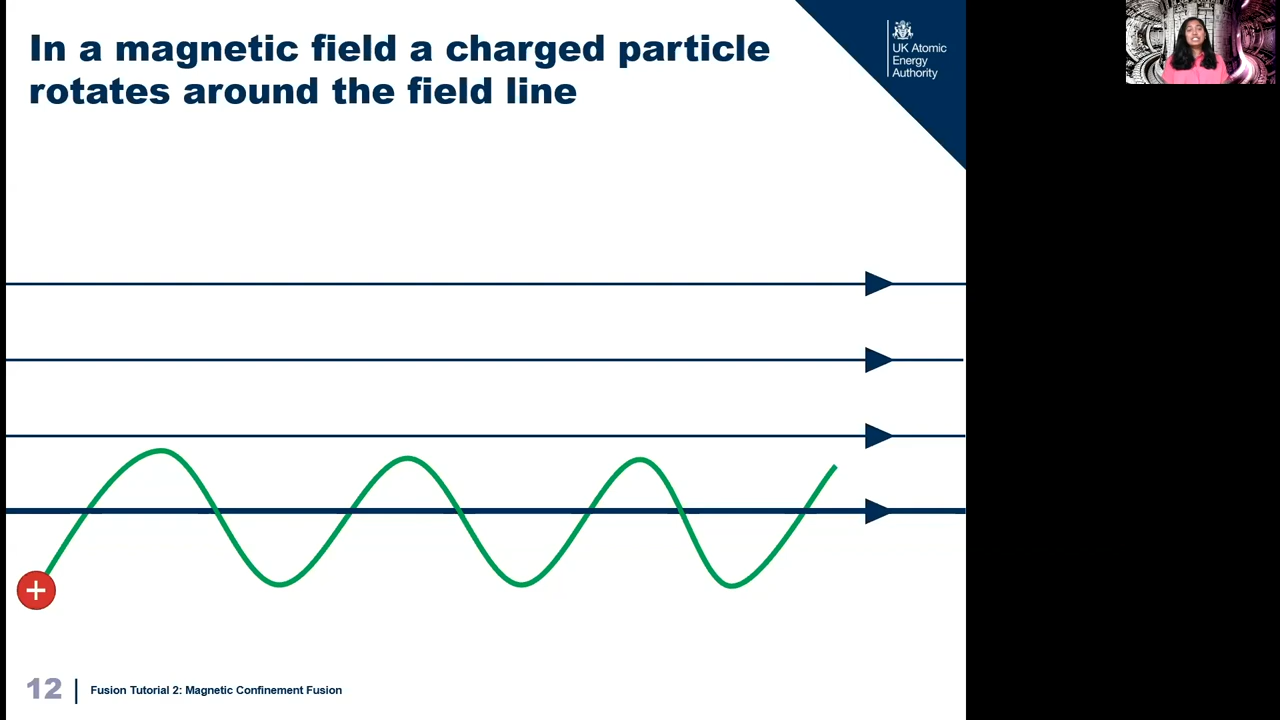 In a magnetic field a charged particle
rotates around the field line
UK Atomic
Energy
Authority
+
12
Fusion Tutorial 2: Magnetic Confinement Fusion